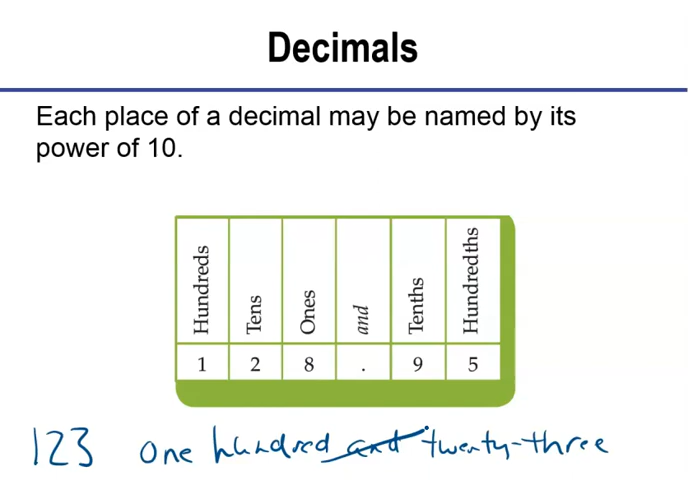 Decimals
Each place of a decimal may be named by its
power of 10.
Hundreds Tens Ones and Tenths Hundredths
1 2 8 . 9 5
123 one hundred and twenty-three